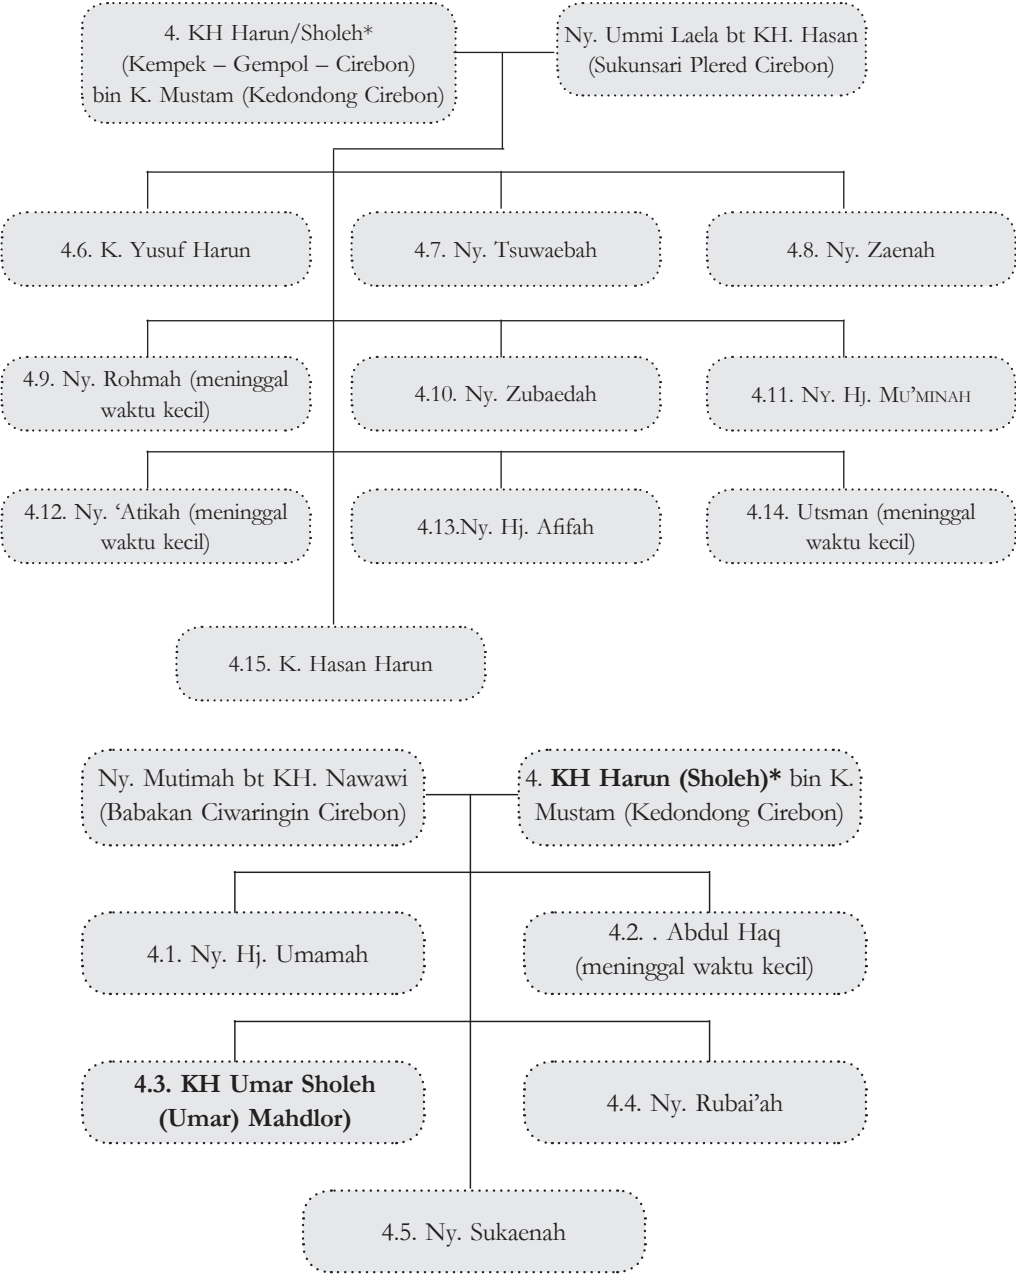 4. KH Harun/Sholeh*
(Kempek – Gempol – Cirebon)
bin K. Mustam (Kedondong Cirebon)
Ny. Ummi Laela bt KH. Hasan
(Sukunsari Plered Cirebon)
4.6. K. Yusuf Harun
4.7. Ny. Tsuwaebah
4.8. Ny. Zaenah
4.9. Ny. Rohmah (meninggal
waktu kecil)
4.10. Ny. Zubaedah
4.11. Ny. Hj. Mu’minah
4.12. Ny. ‘Atikah (meninggal
waktu kecil)
4.13.Ny. Hj. Afifah
4.14. Utsman (meninggal
waktu kecil)
4.15. K. Hasan Harun
Ny. Mutimah bt KH. Nawawi
(Babakan Ciwaringin Cirebon)
4. KH Harun (Sholeh)* bin K.
Mustam (Kedondong Cirebon)
4.1. Ny. Hj. Umamah
4.2. . Abdul Haq
(meninggal waktu kecil)
4.3. KH Umar Sholeh
(Umar) Mahdlor)
4.4. Ny. Rubai’ah
4.5. Ny. Sukaenah